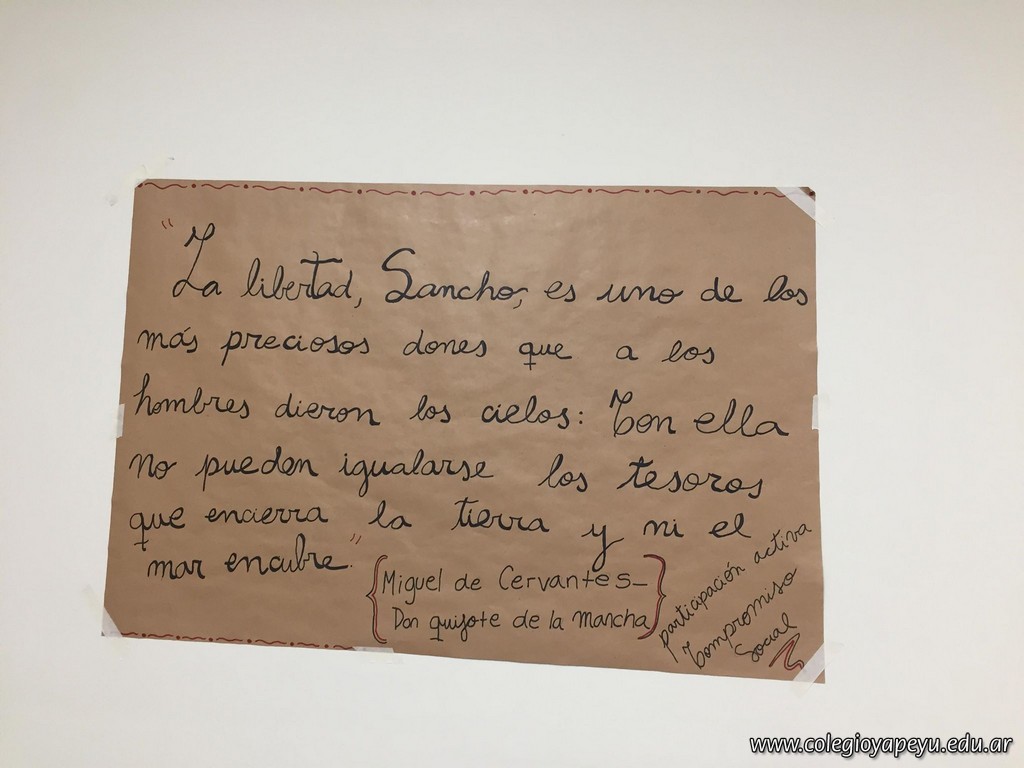 "La libertad, Sancho, es uno de los
más preciosos dones que a los
hombres dieron los cielos: Con ella
no pueden igualarse los tesoros
que encierra la tierra y ni el
mar encubre."
{Miguel de Cervantes_
Don quijote de la mancha}
participación activa
Compromiso
Social
www.colegioyapeyu.edu.ar